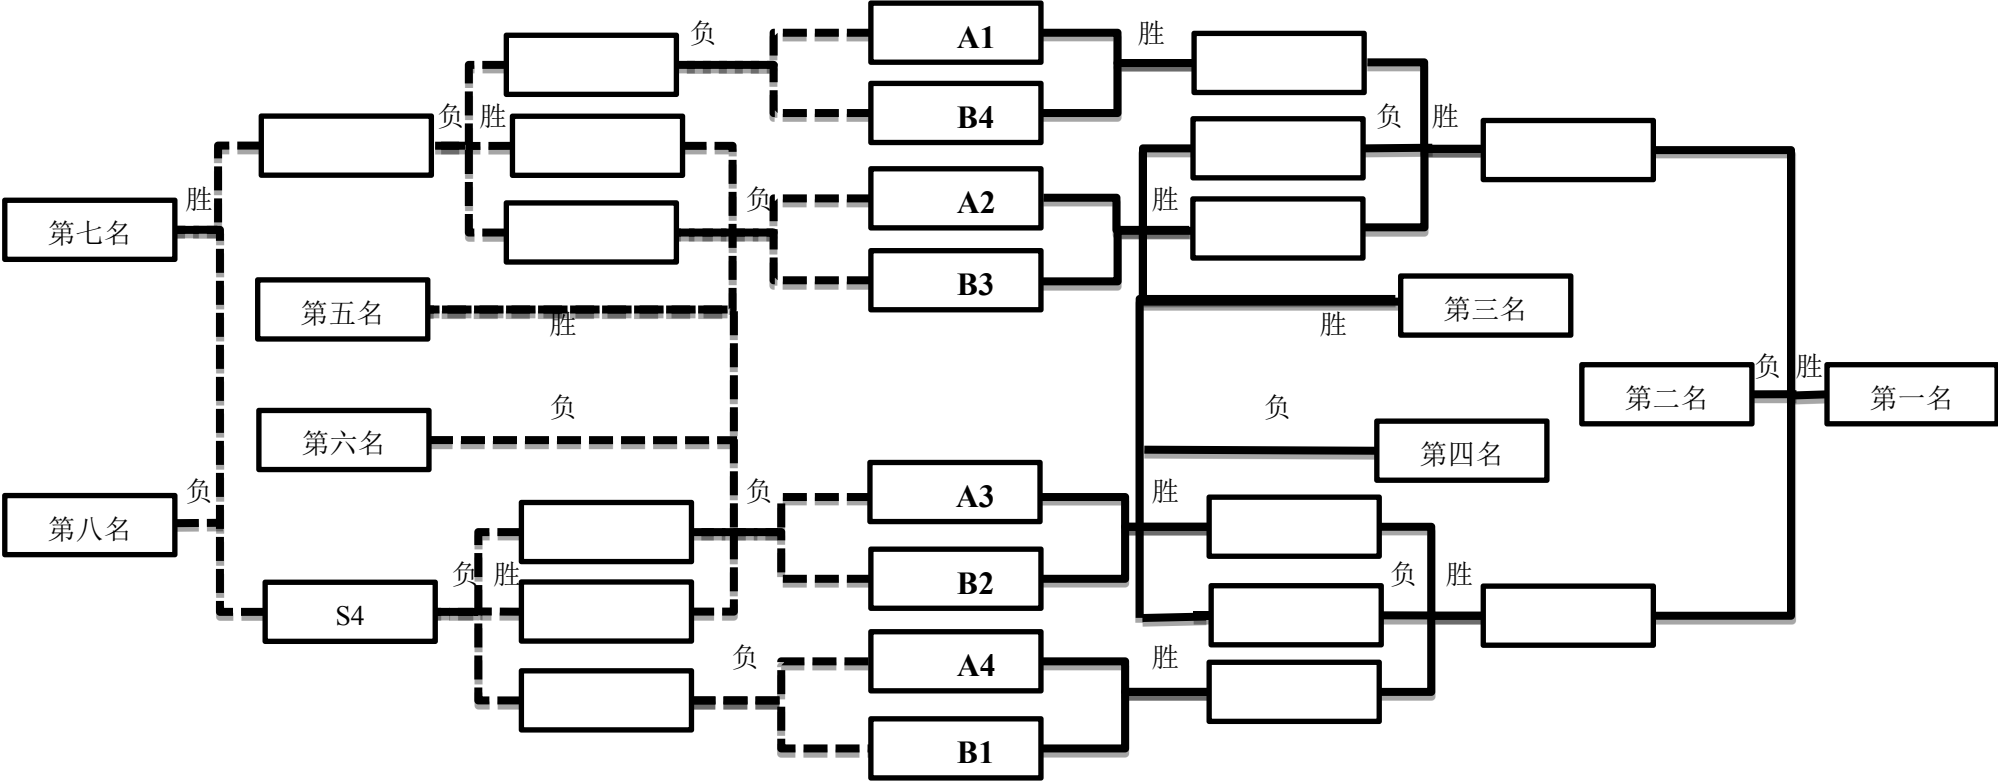 负
A1
胜
负
胜
B4
负
胜
胜
负
A2
胜
第七名
第五名
胜
B3
胜
第三名
负
胜
第二名
第一名
第六名
负
负
第四名
第八名
负
负
A3
胜
S4
负
胜
B2
负
胜
负
A4
胜
B1